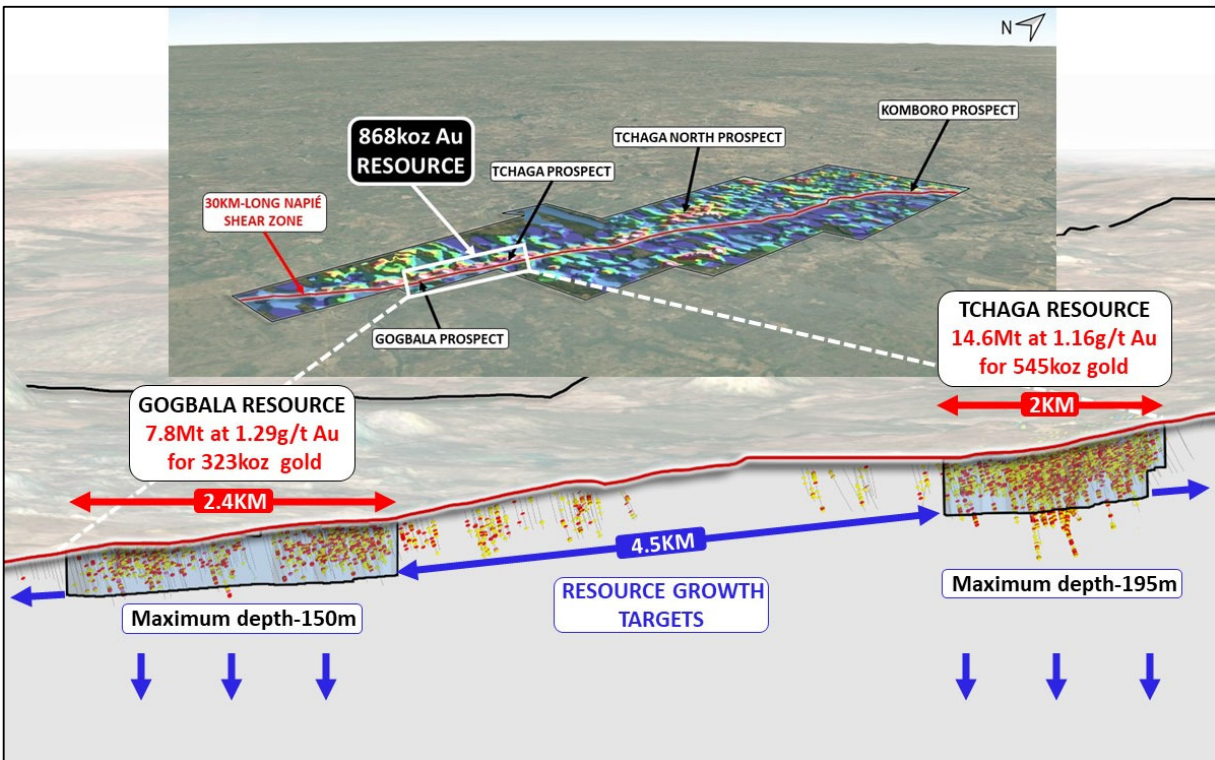 N
KOMBORO PROSPECT
868koz Au
RESOURCE
TCHAGA NORTH PROSPECT
TCHAGA PROSPECT
30KM-LONG NAPIÉ
SHEAR ZONE
GOGBALA PROSPECT
TCHAGA RESOURCE
14.6Mt at 1.16g/t Au
for 545koz gold
2KM
GOGBALA RESOURCE
7.8Mt at 1.29g/t Au
for 323koz gold
2.4KM
4.5KM
RESOURCE GROWTH
TARGETS
Maximum depth-150m
Maximum depth-195m